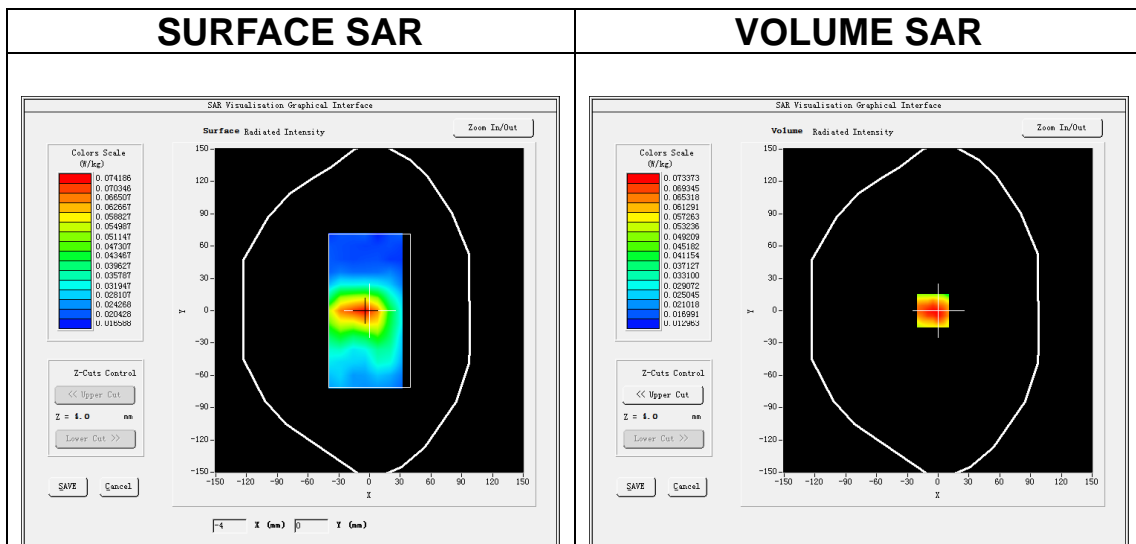 SURFACE SAR
SAR Visualisation Graphical Interface
Surface Radiated Intensity
Zoom In/Out
Colors Scale
(W/kg)
0.074186
0.070346
0.066507
0.062667
0.058827
0.054987
0.051147
0.047307
0.043467
0.039627
0.035787
0.031947
0.028107
0.024268
0.020428
0.016588
150
120
90
60
30
0
-30
-60
-90
-120
-150
Y
-150 -120 -90 -60 -30 0 30 60 90 120 150
X
Z-Cuts Control
<< Upper Cut
Z = 4.0 mm
Lower Cut >>
SAVE Cancel
-4 X (mm) 0 Y (mm)
VOLUME SAR
SAR Visualisation Graphical Interface
Volume Radiated Intensity
Zoom In/Out
Colors Scale
(W/kg)
0.073373
0.069345
0.065318
0.061291
0.057263
0.053236
0.049209
0.045182
0.041154
0.037127
0.033100
0.029072
0.025045
0.021018
0.016991
0.012963
150
120
90
60
30
0
-30
-60
-90
-120
-150
Y
-150 -120 -90 -60 -30 0 30 60 90 120 150
X
Z-Cuts Control
<< Upper Cut
Z = 4.0 mm
Lower Cut >>
SAVE Cancel